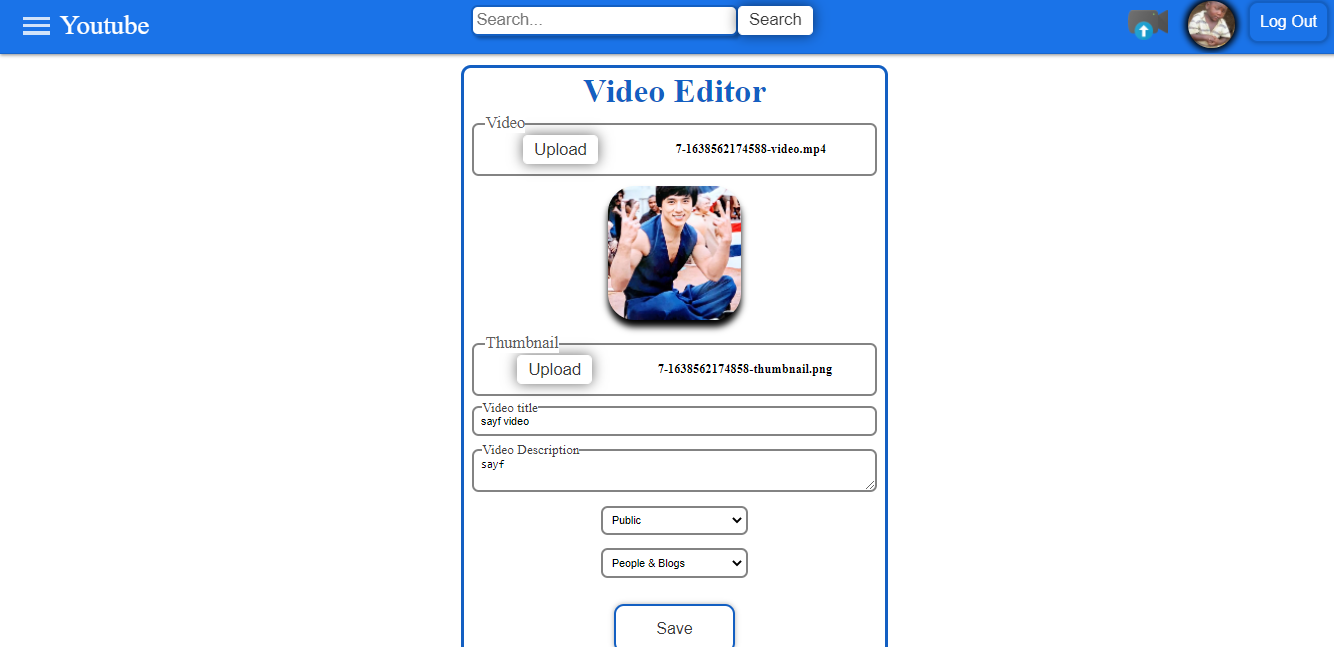 Youtube
Search...
Search
Log Out
Video Editor
Video
Upload
7-1638562174588-video.mp4
Thumbnail
Upload
7-1638562174858-thumbnail.png
Video title
sayf video
Video Description
sayf
Public
People & Blogs
Save